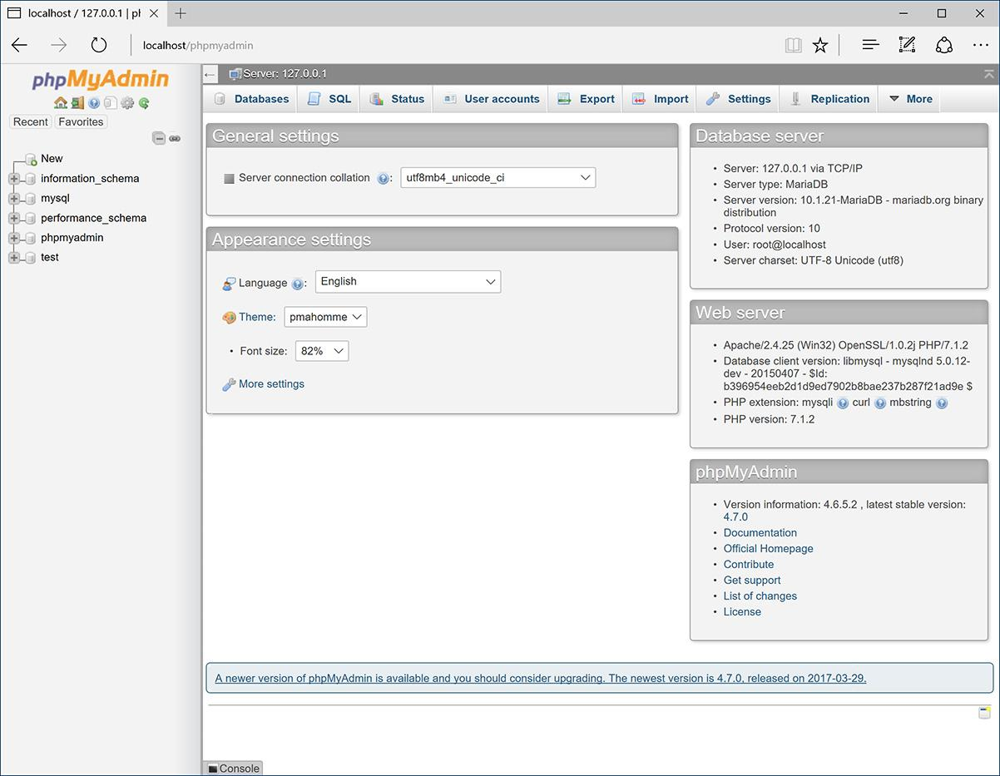 localhost / 127.0.0.1 | pl
localhost/phpmyadmin
phpMyAdmin
Recent
Favorites
New
information_schema
mysql
performance_schema
phpmyadmin
test
Server: 127.0.0.1
Databases
SQL
Status
User accounts
Export
Import
Settings
Replication
More
General settings
Server connection collation :
utf8mb4_unicode_ci
Appearance settings
Language :
English
Theme:
pmahomme
• Font size:
82%
More settings
Database server
• Server: 127.0.0.1 via TCP/IP
• Server type: MariaDB
• Server version: 10.1.21-MariaDB - mariadb.org binary
distribution
• Protocol version: 10
• User: root@localhost
• Server charset: UTF-8 Unicode (utf8)
Web server
• Apache/2.4.25 (Win32) OpenSSL/1.0.2j PHP/7.1.2
• Database client version: libmysql - mysqlnd 5.0.12-
dev - 20150407 - $Id:
b396954eeb2d1d9ed7902b8bae237b287f21ad9e $
• PHP extension: mysqli curl mbstring
• PHP version: 7.1.2
phpMyAdmin
• Version information: 4.6.5.2 , latest stable version:
4.7.0
• Documentation
• Official Homepage
• Contribute
• Get support
• List of changes
• License
A newer version of phpMyAdmin is available and you should consider upgrading. The newest version is 4.7.0, released on 2017-03-29.
Console